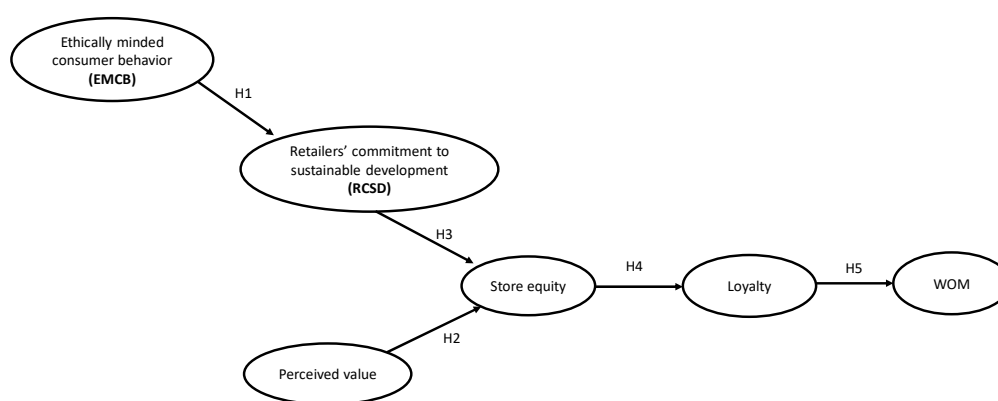 Ethically minded
consumer behavior
(EMCB)
H1
Retailers’ commitment to
sustainable development
(RCSD)
H3
Store equity
H4
Loyalty
H5
WOM
H2
Perceived value